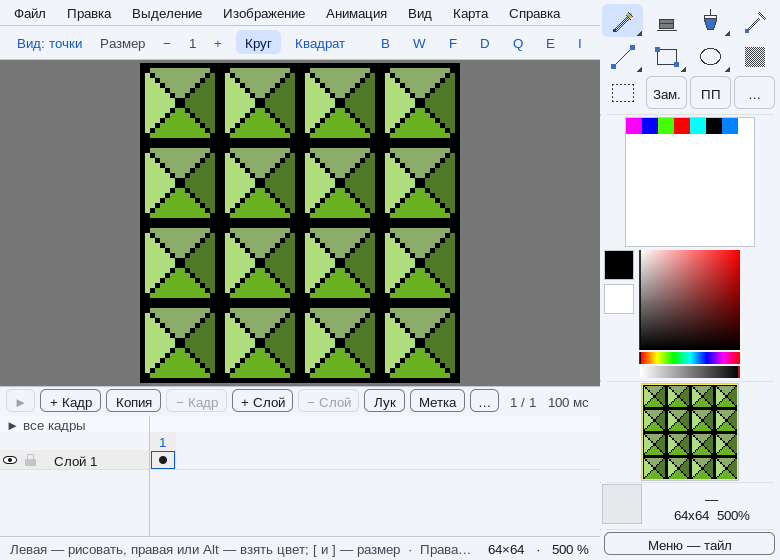 Файл Правка Выделение Изображение Анимация Вид Карта Справка
Вид: точки Размер − 1 + Круг Квадрат B W F D Q E I
Зам. ПП ...
► + Кадр Копия − Кадр + Слой − Слой Лук Метка ... 1 / 1 100 мс
► все кадры
1
Слой 1
—
64x64 500%
Левая — рисовать, правая или Alt — взять цвет; [ и ] — размер · Права… 64×64 · 500 %
Меню — тайл